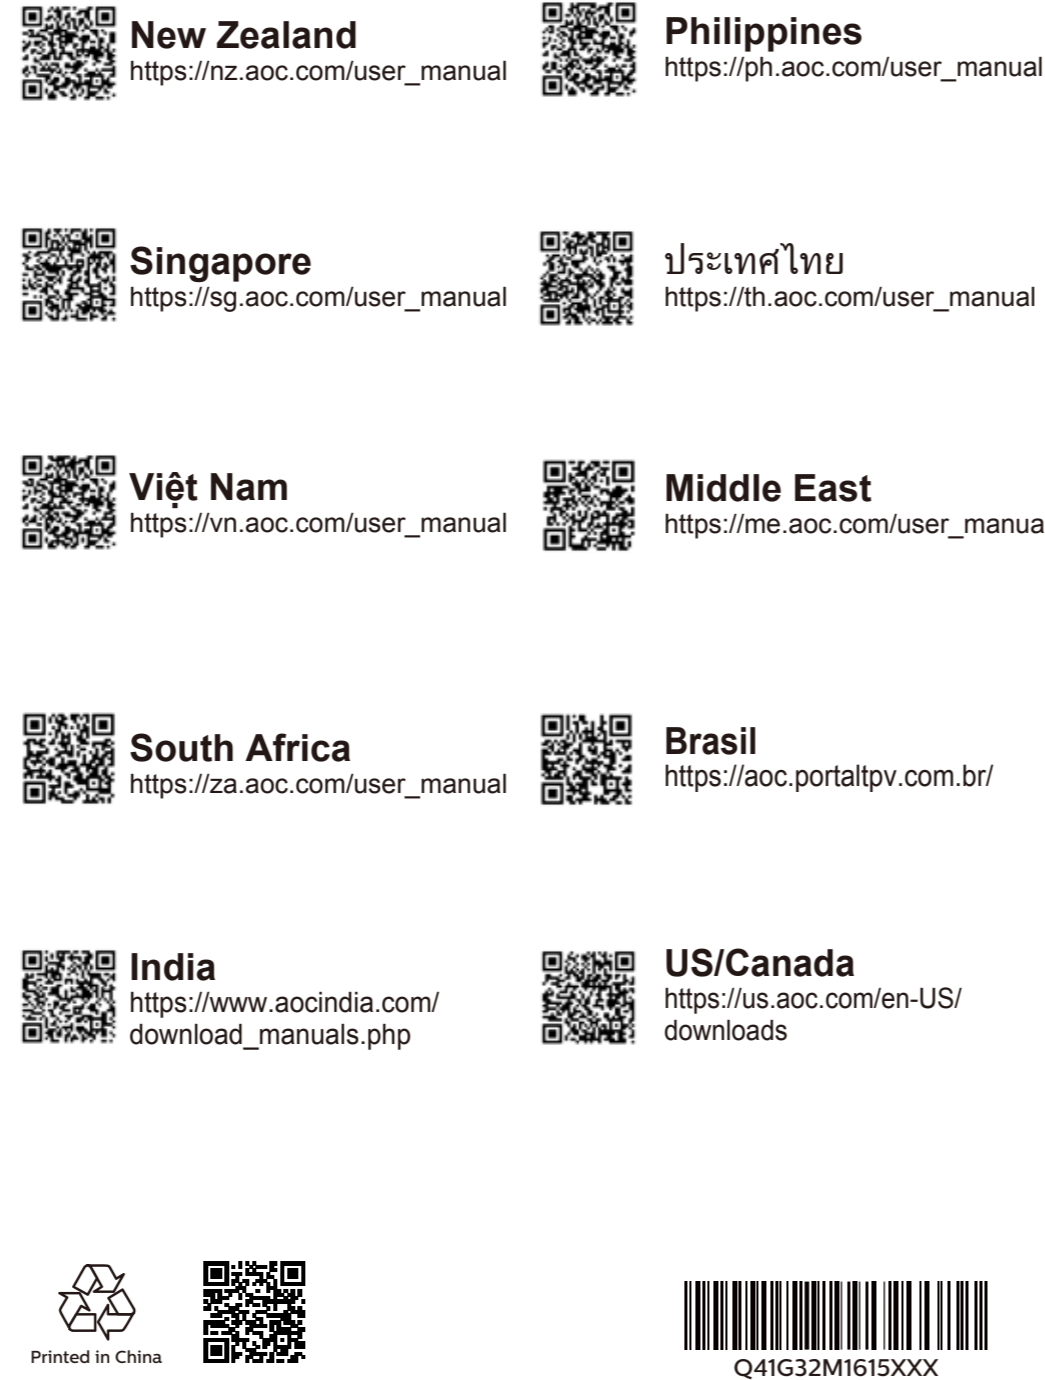 New Zealand
https://nz.aoc.com/user_manual
Philippines
https://ph.aoc.com/user_manual
Singapore
https://sg.aoc.com/user_manual
ประเทศไทย
https://th.aoc.com/user_manual
Việt Nam
https://vn.aoc.com/user_manual
Middle East
https://me.aoc.com/user_manua
South Africa
https://za.aoc.com/user_manual
Brasil
https://aoc.portaltpv.com.br/
India
https://www.aocindia.com/
download_manuals.php
US/Canada
https://us.aoc.com/en-US/
downloads
Printed in China
Q41G32M1615XXX